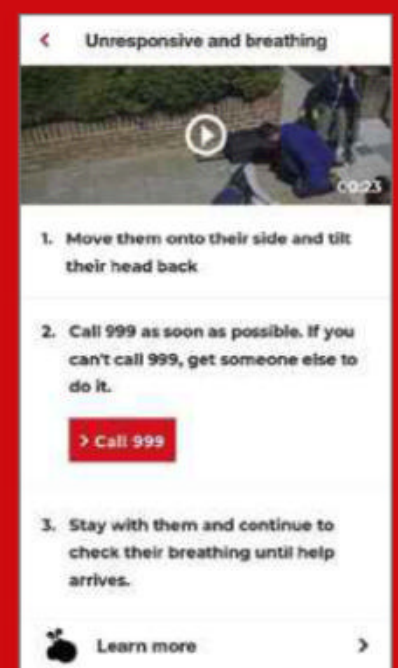 Unresponsive and breathing
00:23
1. Move them onto their side and tilt
their head back
2. Call 999 as soon as possible. If you
can't call 999, get someone else to
do it.
> Call 999
3. Stay with them and continue to
check their breathing until help
arrives.
Learn more >